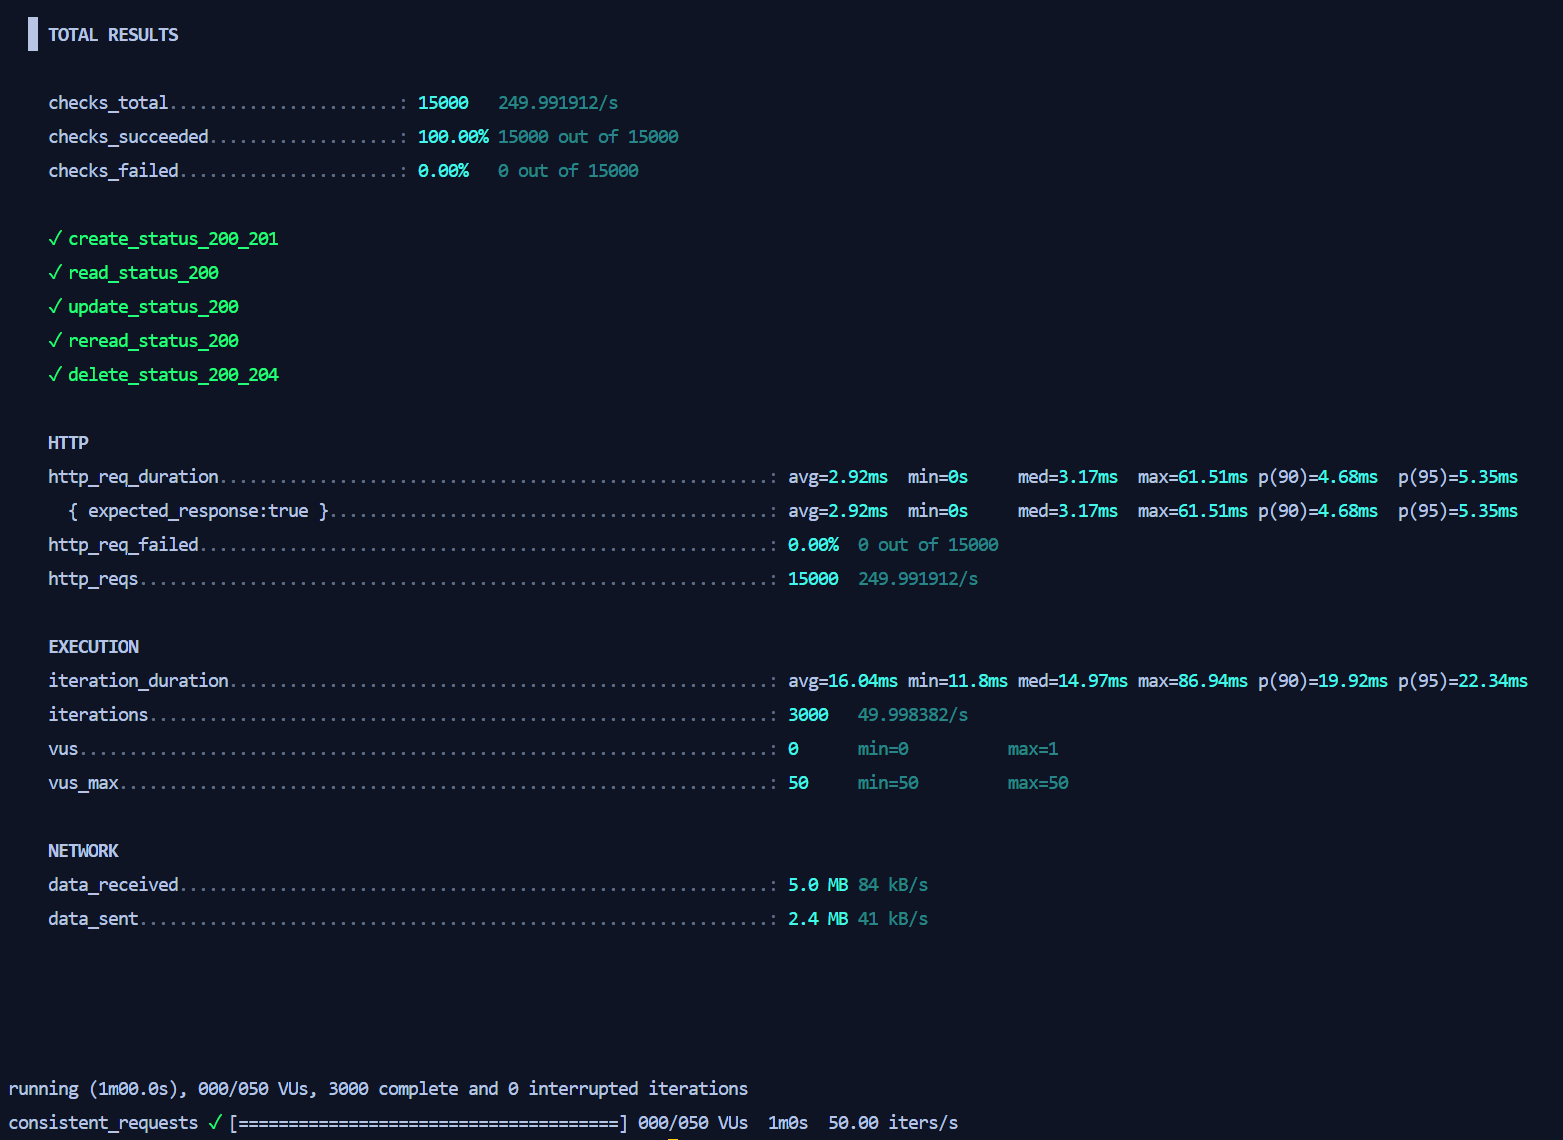 TOTAL RESULTS
checks_total.......................: 15000   249.991912/s
checks_succeeded...................: 100.00% 15000 out of 15000
checks_failed......................: 0.00%   0 out of 15000
✓ create_status_200_201
✓ read_status_200
✓ update_status_200
✓ reread_status_200
✓ delete_status_200_204
HTTP
http_req_duration.......................................................: avg=2.92ms  min=0s     med=3.17ms  max=61.51ms p(90)=4.68ms  p(95)=5.35ms
  { expected_response:true }............................................: avg=2.92ms  min=0s     med=3.17ms  max=61.51ms p(90)=4.68ms  p(95)=5.35ms
http_req_failed.........................................................: 0.00%  0 out of 15000
http_reqs...............................................................: 15000  249.991912/s
EXECUTION
iteration_duration......................................................: avg=16.04ms min=11.8ms med=14.97ms max=86.94ms p(90)=19.92ms p(95)=22.34ms
iterations..............................................................: 3000   49.998382/s
vus.....................................................................: 0      min=0          max=1
vus_max.................................................................: 50     min=50         max=50
NETWORK
data_received...........................................................: 5.0 MB 84 kB/s
data_sent...............................................................: 2.4 MB 41 kB/s
running (1m00.0s), 000/050 VUs, 3000 complete and 0 interrupted iterations
consistent_requests ✓ [======================================] 000/050 VUs  1m0s  50.00 iters/s